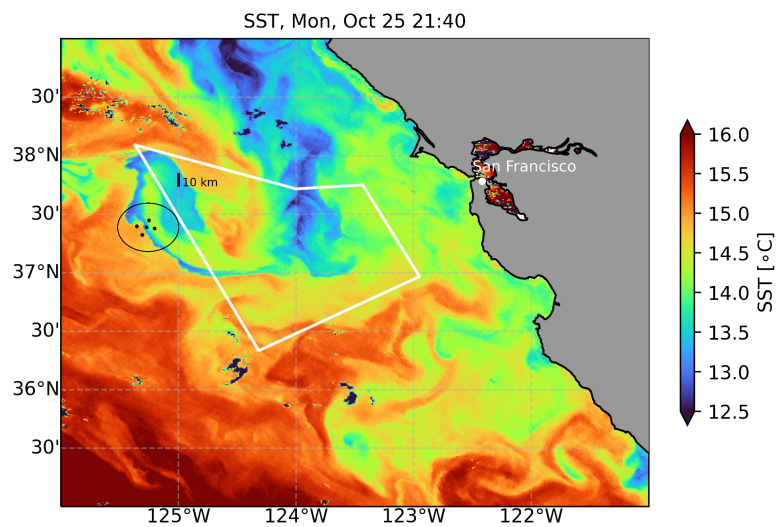 SST, Mon, Oct 25 21:40
30'
38°N
30'
37°N
30'
36°N
30'
125°W
124°W
123°W
122°W
10 km
San Francisco
16.0
15.5
15.0
14.5
14.0
13.5
13.0
12.5
SST [∘C]